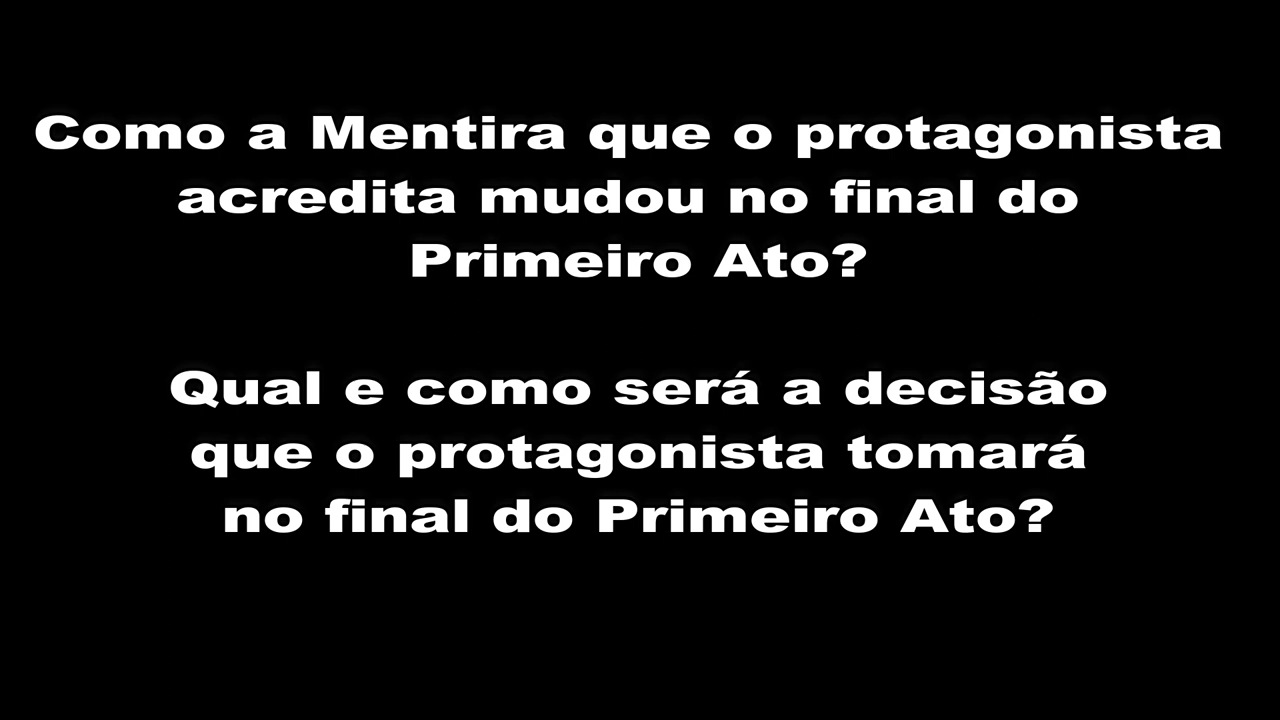 Como a Mentira que o protagonista
acredita mudou no final do
Primeiro Ato?
Qual e como será a decisão
que o protagonista tomará
no final do Primeiro Ato?